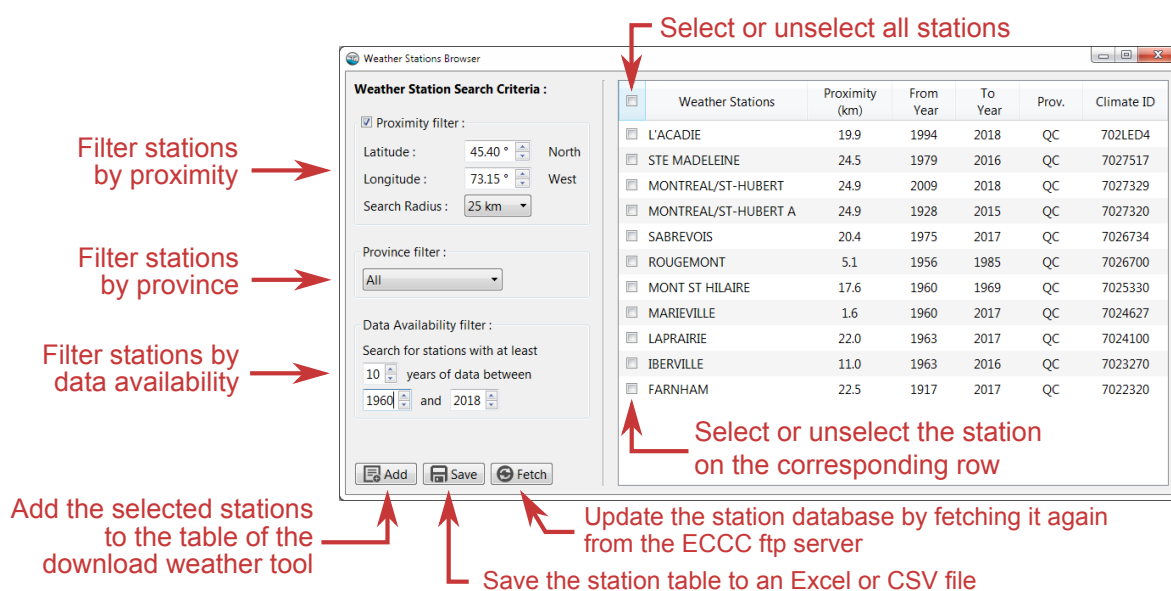 Select or unselect all stations
Weather Stations Browser
Weather Station Search Criteria :
Proximity filter :
Latitude : 45.40 ° North
Longitude : 73.15 ° West
Search Radius : 25 km
Province filter :
All
Data Availability filter :
Search for stations with at least
10 years of data between
1960 and 2018
Add Save Fetch
Weather Stations Proximity (km) From Year To Year Prov. Climate ID
L'ACADIE 19.9 1994 2018 QC 702LED4
STE MADELEINE 24.5 1979 2016 QC 7027517
MONTREAL/ST-HUBERT 24.9 2009 2018 QC 7027329
MONTREAL/ST-HUBERT A 24.9 1928 2015 QC 7027320
SABREVOIS 20.4 1975 2017 QC 7026734
ROUGEMONT 5.1 1956 1985 QC 7026700
MONT ST HILAIRE 17.6 1960 1969 QC 7025330
MARIEVILLE 1.6 1960 2017 QC 7024627
LAPRAIRIE 22.0 1963 2017 QC 7024100
IBERVILLE 11.0 1963 2016 QC 7023270
FARNHAM 22.5 1917 2017 QC 7022320
Filter stations
by proximity
Filter stations
by province
Filter stations by
data availability
Select or unselect the station
on the corresponding row
Add the selected stations
to the table of the
download weather tool
Update the station database by fetching it again
from the ECCC ftp server
Save the station table to an Excel or CSV file